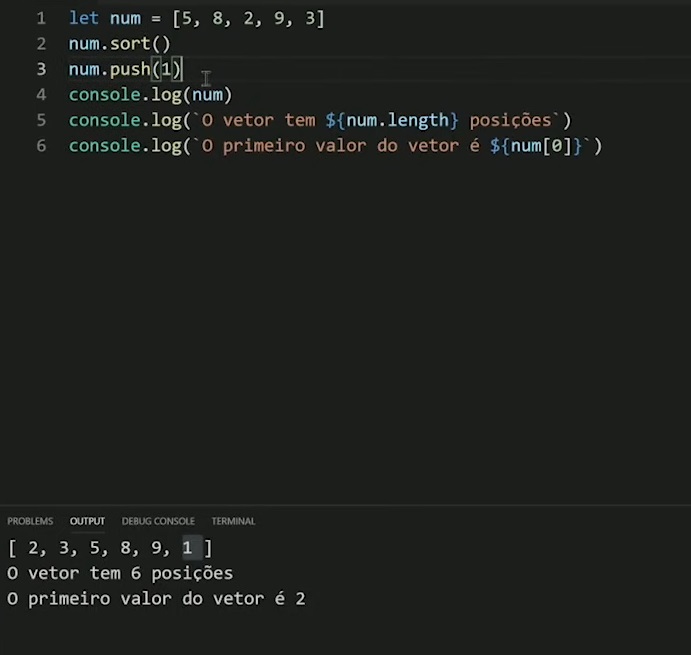 1 let num = [5, 8, 2, 9, 3]
2 num.sort()
3 num.push(1)
4 console.log(num)
5 console.log(`O vetor tem ${num.length} posições`)
6 console.log(`O primeiro valor do vetor é ${num[0]}`)
PROBLEMS OUTPUT DEBUG CONSOLE TERMINAL
[ 2, 3, 5, 8, 9, 1 ]
O vetor tem 6 posições
O primeiro valor do vetor é 2